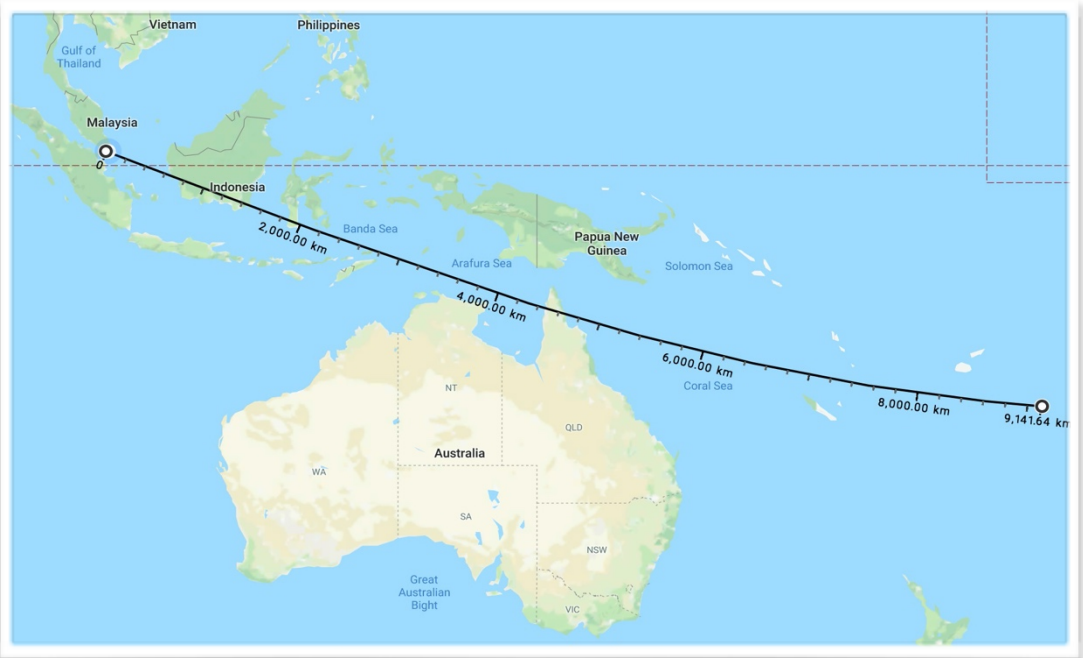 Vietnam
Philippines
Gulf of
Thailand
Malaysia
0
Indonesia
2,000.00 km
Banda Sea
Papua New
Guinea
Arafura Sea
Solomon Sea
4,000.00 km
6,000.00 km
Coral Sea
NT
8,000.00 km
9,141.64 km
QLD
Australia
WA
SA
NSW
Great
Australian
Bight
VIC